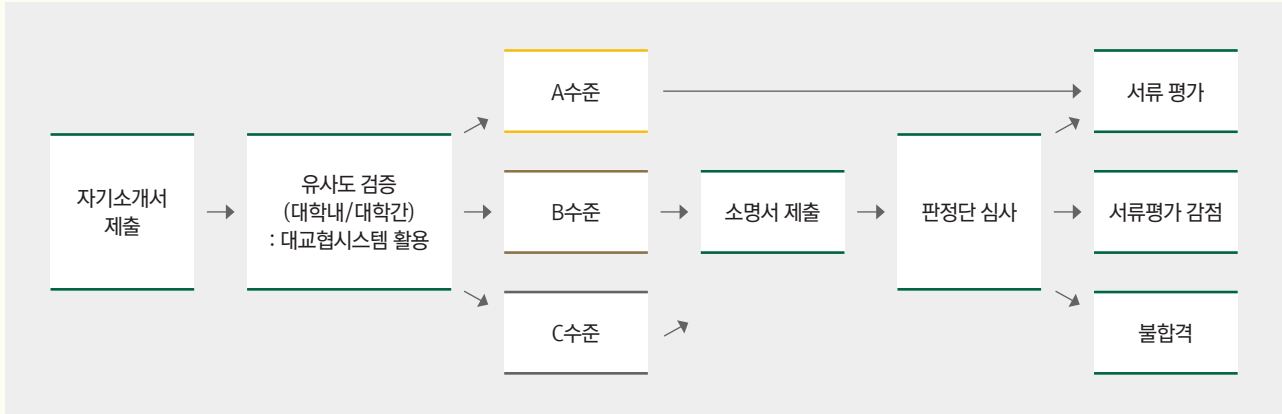 자기소개서
제출
유사도 검증
(대학내/대학간)
: 대교협시스템 활용
A수준
B수준
C수준
소명서 제출
판정단 심사
서류 평가
서류평가 감점
불합격